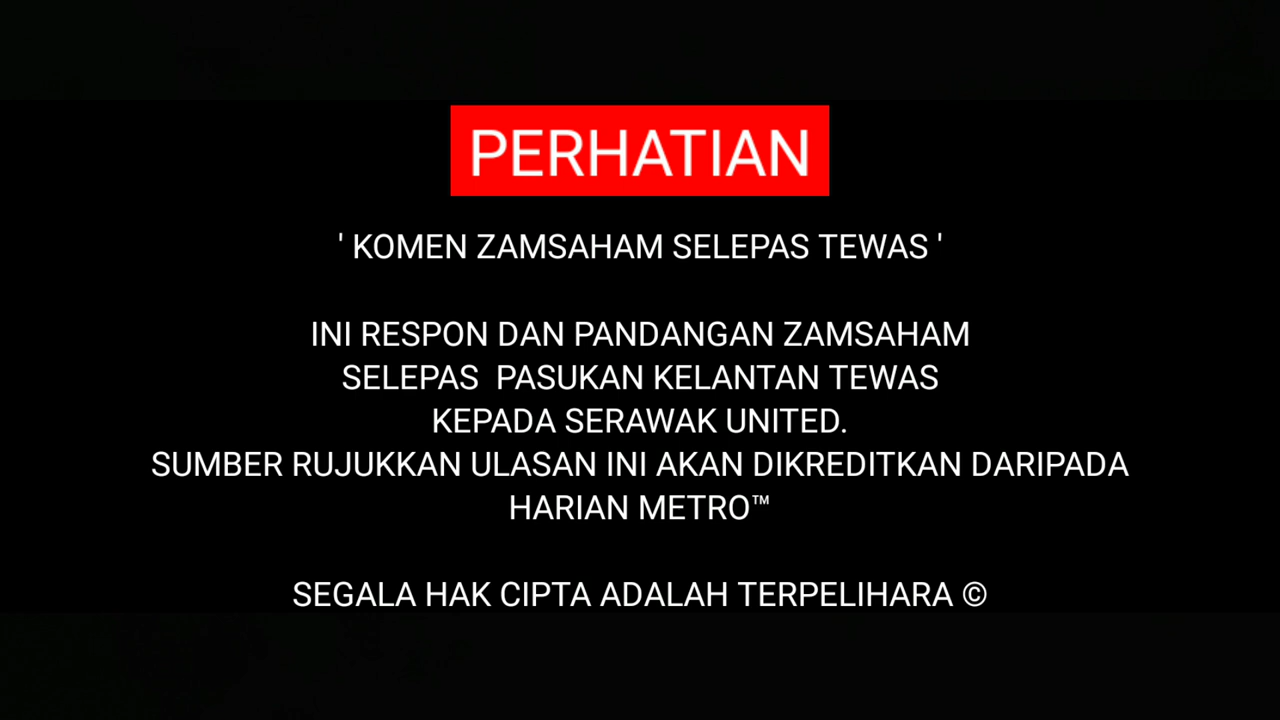 PERHATIAN
' KOMEN ZAMSAHAM SELEPAS TEWAS '
INI RESPON DAN PANDANGAN ZAMSAHAM
SELEPAS  PASUKAN KELANTAN TEWAS
KEPADA SERAWAK UNITED.
SUMBER RUJUKKAN ULASAN INI AKAN DIKREDITKAN DARIPADA
HARIAN METRO™
SEGALA HAK CIPTA ADALAH TERPELIHARA ©